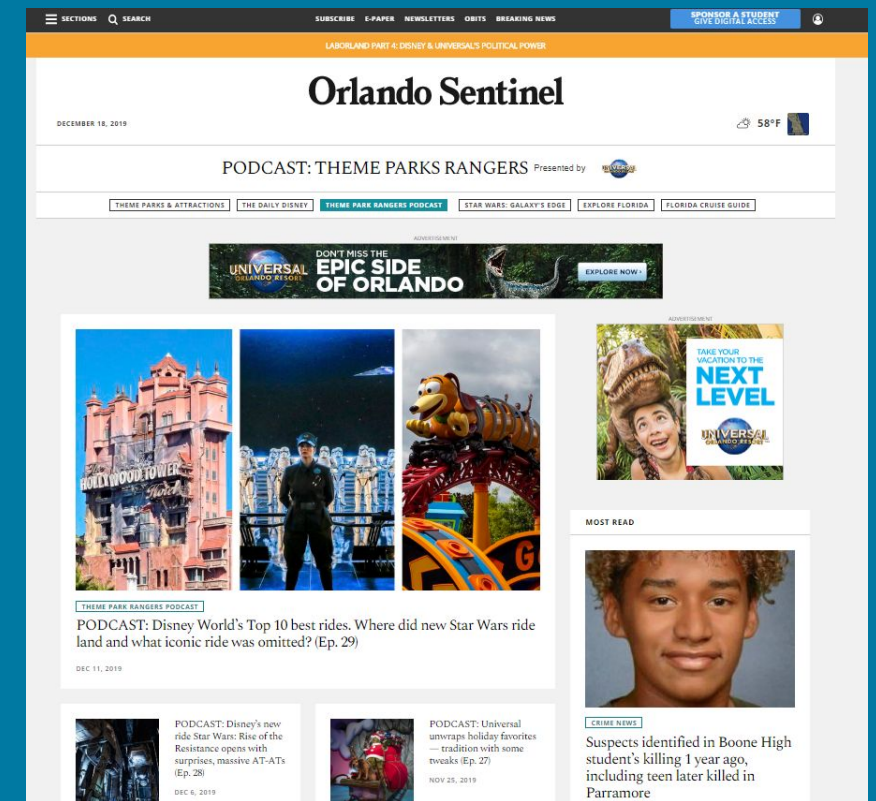 SECTIONS SEARCH SUBSCRIBE E-PAPER NEWSLETTERS OBITS BREAKING NEWS SPONSOR A STUDENT
GIVE DIGITAL ACCESS
LABORLAND PART 4: DISNEY & UNIVERSAL'S POLITICAL POWER
Orlando Sentinel
DECEMBER 18, 2019
58°F
PODCAST: THEME PARKS RANGERS Presented by UNIVERSAL
THEME PARKS & ATTRACTIONS THE DAILY DISNEY THEME PARK RANGERS PODCAST STAR WARS: GALAXY'S EDGE EXPLORE FLORIDA FLORIDA CRUISE GUIDE
ADVERTISEMENT
UNIVERSAL
ORLANDO RESORT
DON'T MISS THE
EPIC SIDE
OF ORLANDO
EXPLORE NOW ›
HOLLYWOOD TOWER
Hotel
G
THEME PARK RANGERS PODCAST
PODCAST: Disney World's Top 10 best rides. Where did new Star Wars ride
land and what iconic ride was omitted? (Ep. 29)
DEC 11, 2019
PODCAST: Disney's new
ride Star Wars: Rise of the
Resistance opens with
surprises, massive AT-ATs
(Ep. 28)
DEC 6, 2019
PODCAST: Universal
unwraps holiday favorites
— tradition with some
tweaks (Ep. 27)
NOV 25, 2019
ADVERTISEMENT
TAKE YOUR
VACATION TO THE
NEXT
LEVEL
UNIVERSAL
ORLANDO RESORT
MOST READ
CRIME NEWS
Suspects identified in Boone High
student's killing 1 year ago,
including teen later killed in
Parramore